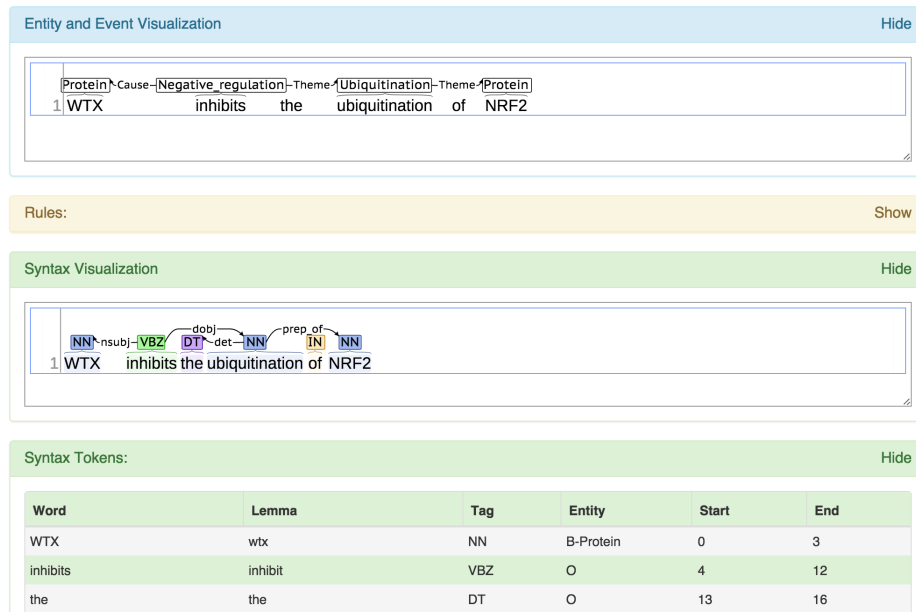 Entity and Event Visualization Hide
Protein Cause Negative_regulation Theme Ubiquitination Theme Protein
1 WTX inhibits the ubiquitination of NRF2
Rules: Show
Syntax Visualization Hide
dobj prep_of
NN nsubj VBZ DT det NN IN NN
1 WTX inhibits the ubiquitination of NRF2
Syntax Tokens: Hide
Word Lemma Tag Entity Start End
WTX wtx NN B-Protein 0 3
inhibits inhibit VBZ O 4 12
the the DT O 13 16